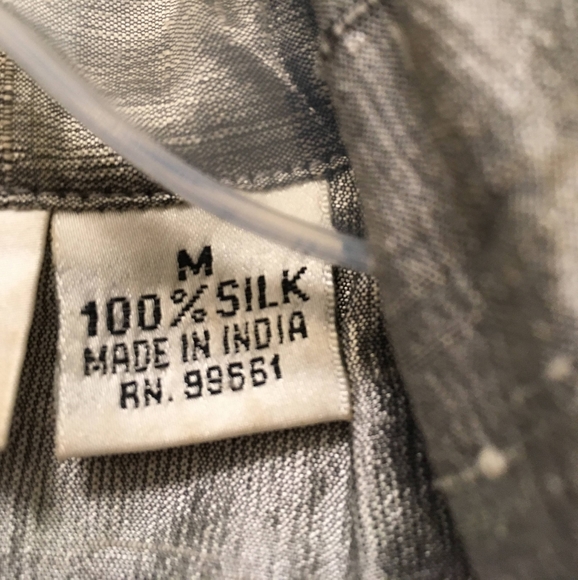 M
100% SILK
MADE IN INDIA
RN. 99561